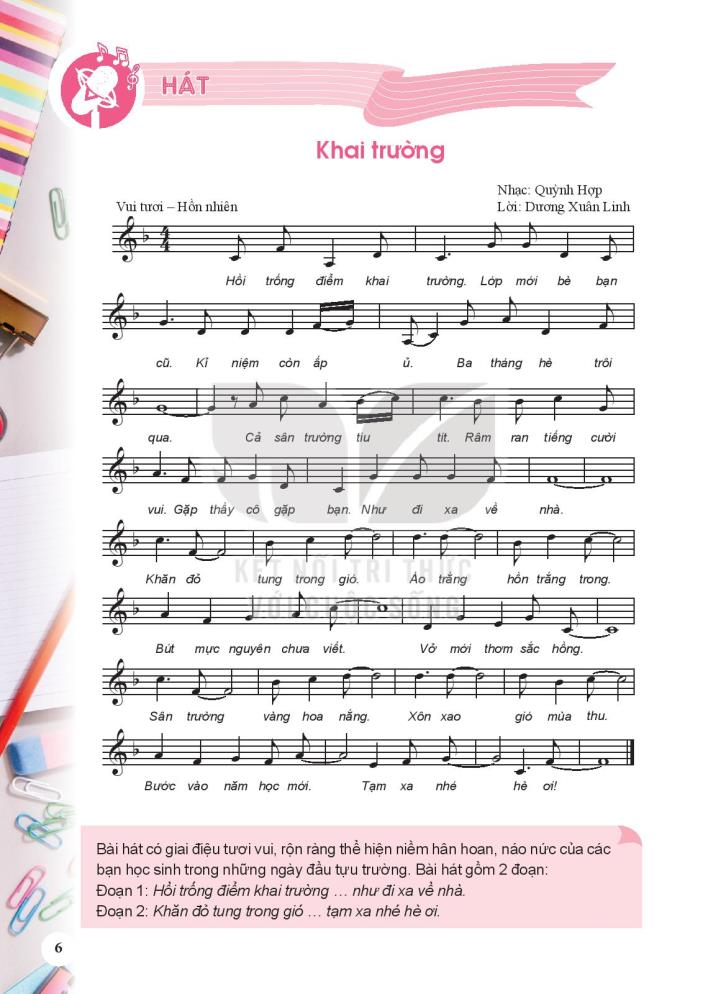 HÁT
Khai trường
Nhạc: Quỳnh Hợp
Vui tươi – Hồn nhiên
Lời: Dương Xuân Linh
4
4
Hồi trống điểm khai trường. Lớp mới bè bạn
cũ. Kỉ niệm còn ấp ủ. Ba tháng hè trôi
qua. Cả sân trường tíu tít. Râm ran tiếng cười
vui. Gặp thầy cô gặp bạn. Như đi xa về nhà.
Khăn đỏ tung trong gió. Áo trắng hồn trắng trong.
KẾT NỐI TRI THỨC
VỚI CUỘC SỐNG
Bút mực nguyên chưa viết. Vở mới thơm sắc hồng.
Sân trường vàng hoa nắng. Xôn xao gió mùa thu.
Bước vào năm học mới. Tạm xa nhé hè ơi!
Bài hát có giai điệu tươi vui, rộn ràng thể hiện niềm hân hoan, náo nức của các
bạn học sinh trong những ngày đầu tựu trường. Bài hát gồm 2 đoạn:
Đoạn 1: Hồi trống điểm khai trường … như đi xa về nhà.
Đoạn 2: Khăn đỏ tung trong gió … tạm xa nhé hè ơi.
6